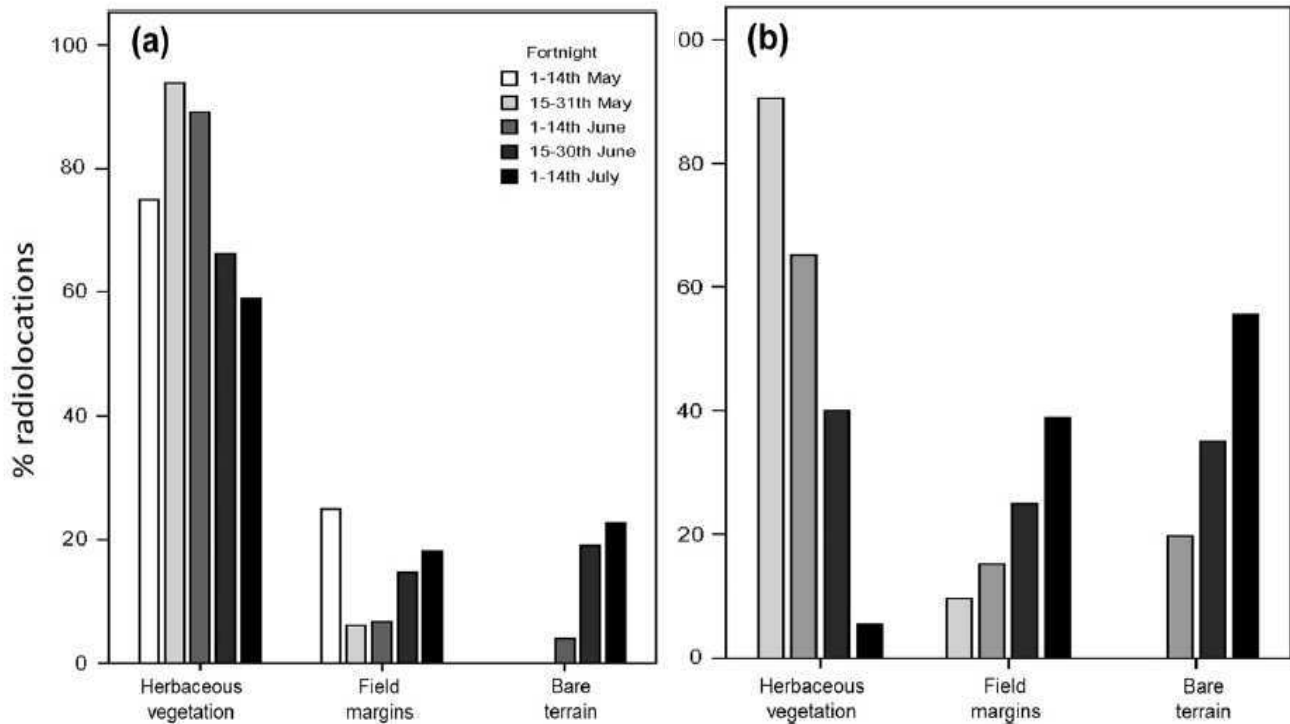 (a)
Fortnight
1-14th May
15-31th May
1-14th June
15-30th June
1-14th July
100
80
60
40
20
0
% radiolocations
Herbaceous
vegetation
Field
margins
Bare
terrain
(b)
00
80
60
40
20
0
Herbaceous
vegetation
Field
margins
Bare
terrain